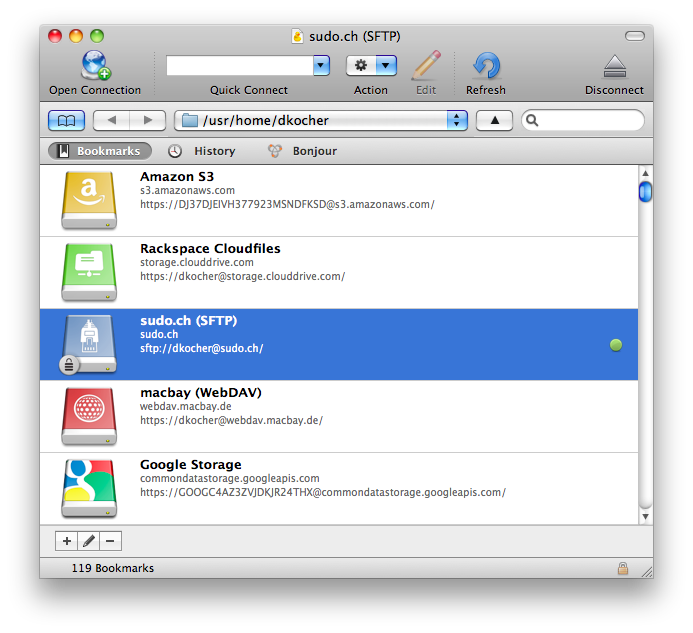 sudo.ch (SFTP)
Open Connection
Quick Connect
Action
Edit
Refresh
Disconnect
/usr/home/dkocher
Bookmarks
History
Bonjour
Amazon S3
s3.amazonaws.com
https://DJ37DJEIVH377923MSNDFKSD@s3.amazonaws.com/
Rackspace Cloudfiles
storage.clouddrive.com
https://dkocher@storage.clouddrive.com/
sudo.ch (SFTP)
sudo.ch
sftp://dkocher@sudo.ch/
macbay (WebDAV)
webdav.macbay.de
https://dkocher@webdav.macbay.de/
Google Storage
commondatastorage.googleapis.com
https://GOOGC4AZ3ZVJDKJR24THX@commondatastorage.googleapis.com/
119 Bookmarks